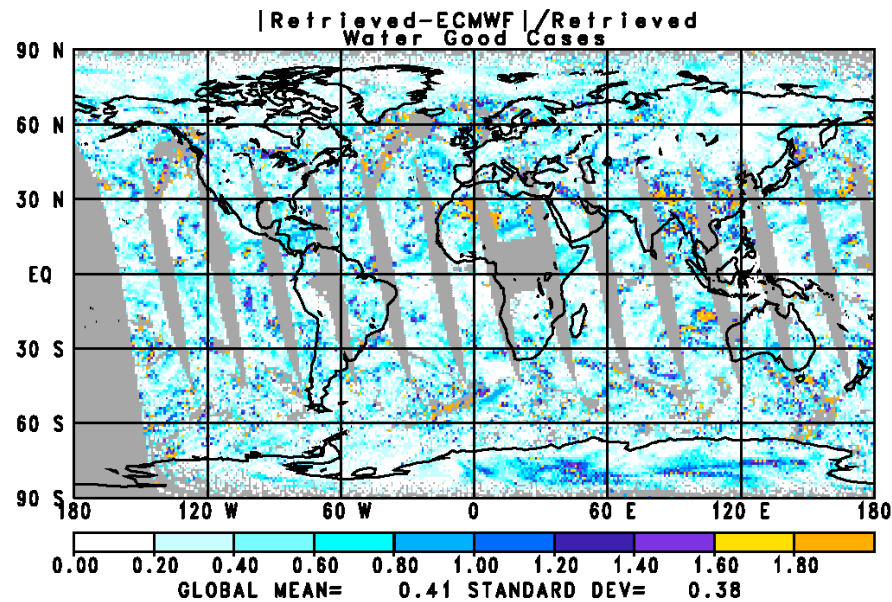 |Retrieved-ECMWF|/Retrieved
Water Good Cases
90 N
60 N
30 N
EQ
30 S
60 S
90 S
180 120 W 60 W 0 60 E 120 E 180
0.00 0.20 0.40 0.60 0.80 1.00 1.20 1.40 1.60 1.80
GLOBAL MEAN= 0.41 STANDARD DEV= 0.38